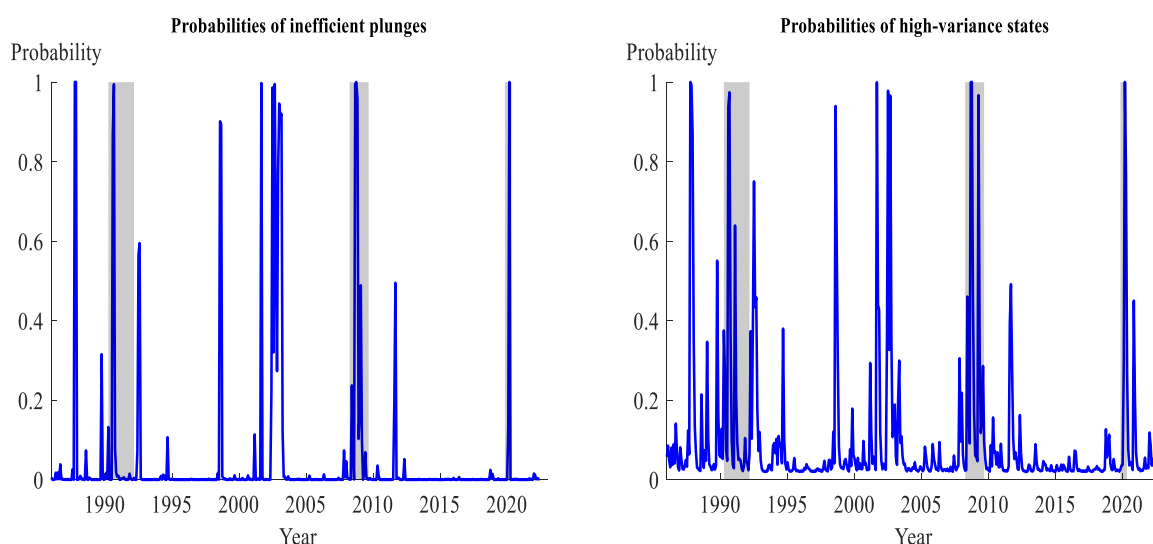 Probabilities of inefficient plunges
Probability
1
0.8
0.6
0.4
0.2
0
1990 1995 2000 2005 2010 2015 2020
Year
Probabilities of high-variance states
Probability
1
0.8
0.6
0.4
0.2
0
1990 1995 2000 2005 2010 2015 2020
Year